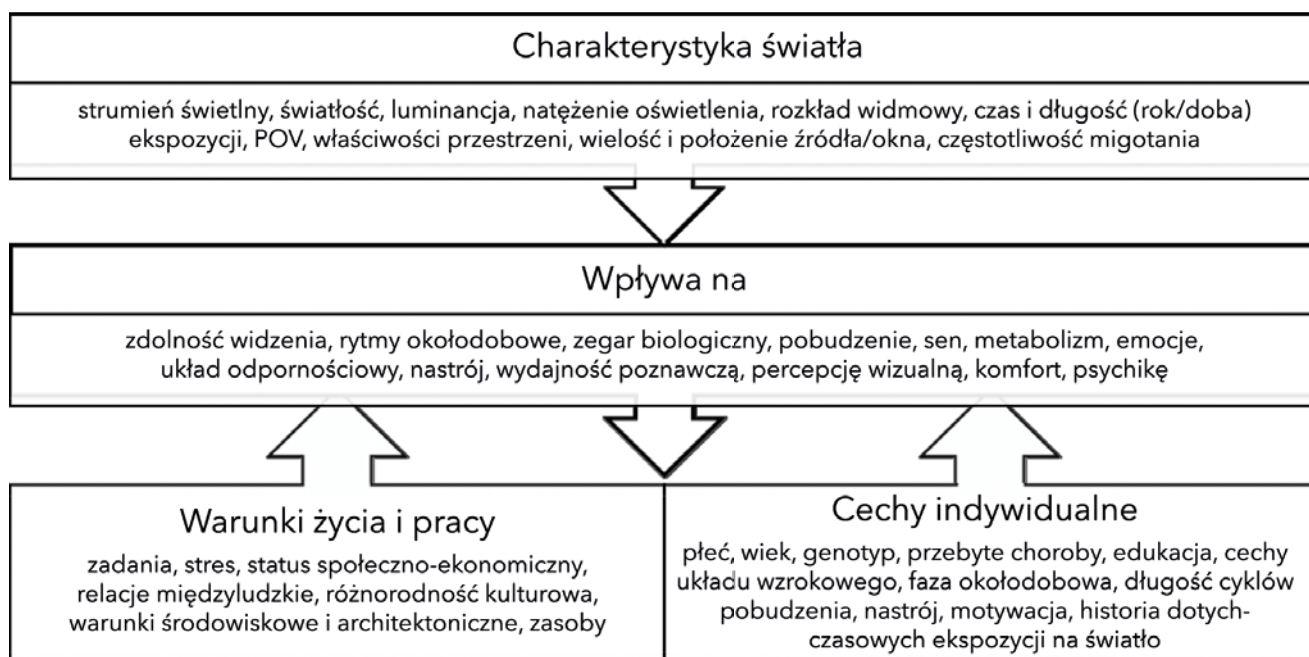 Charakterystyka światła
strumień świetlny, światłość, luminancja, natężenie oświetlenia, rozkład widmowy, czas i długość (rok/doba)
ekspozycji, POV, właściwości przestrzeni, wielość i położenie źródła/okna, częstotliwość migotania
Wpływa na
zdolność widzenia, rytmy okołodobowe, zegar biologiczny, pobudzenie, sen, metabolizm, emocje,
układ odpornościowy, nastrój, wydajność poznawczą, percepcję wizualną, komfort, psychikę
Warunki życia i pracy
zadania, stres, status społeczno-ekonomiczny,
relacje międzyludzkie, różnorodność kulturowa,
warunki środowiskowe i architektoniczne, zasoby
Cechy indywidualne
płeć, wiek, genotyp, przebyte choroby, edukacja, cechy
układu wzrokowego, faza okołodobowa, długość cyklów
pobudzenia, nastrój, motywacja, historia dotych-
czasowych ekspozycji na światło